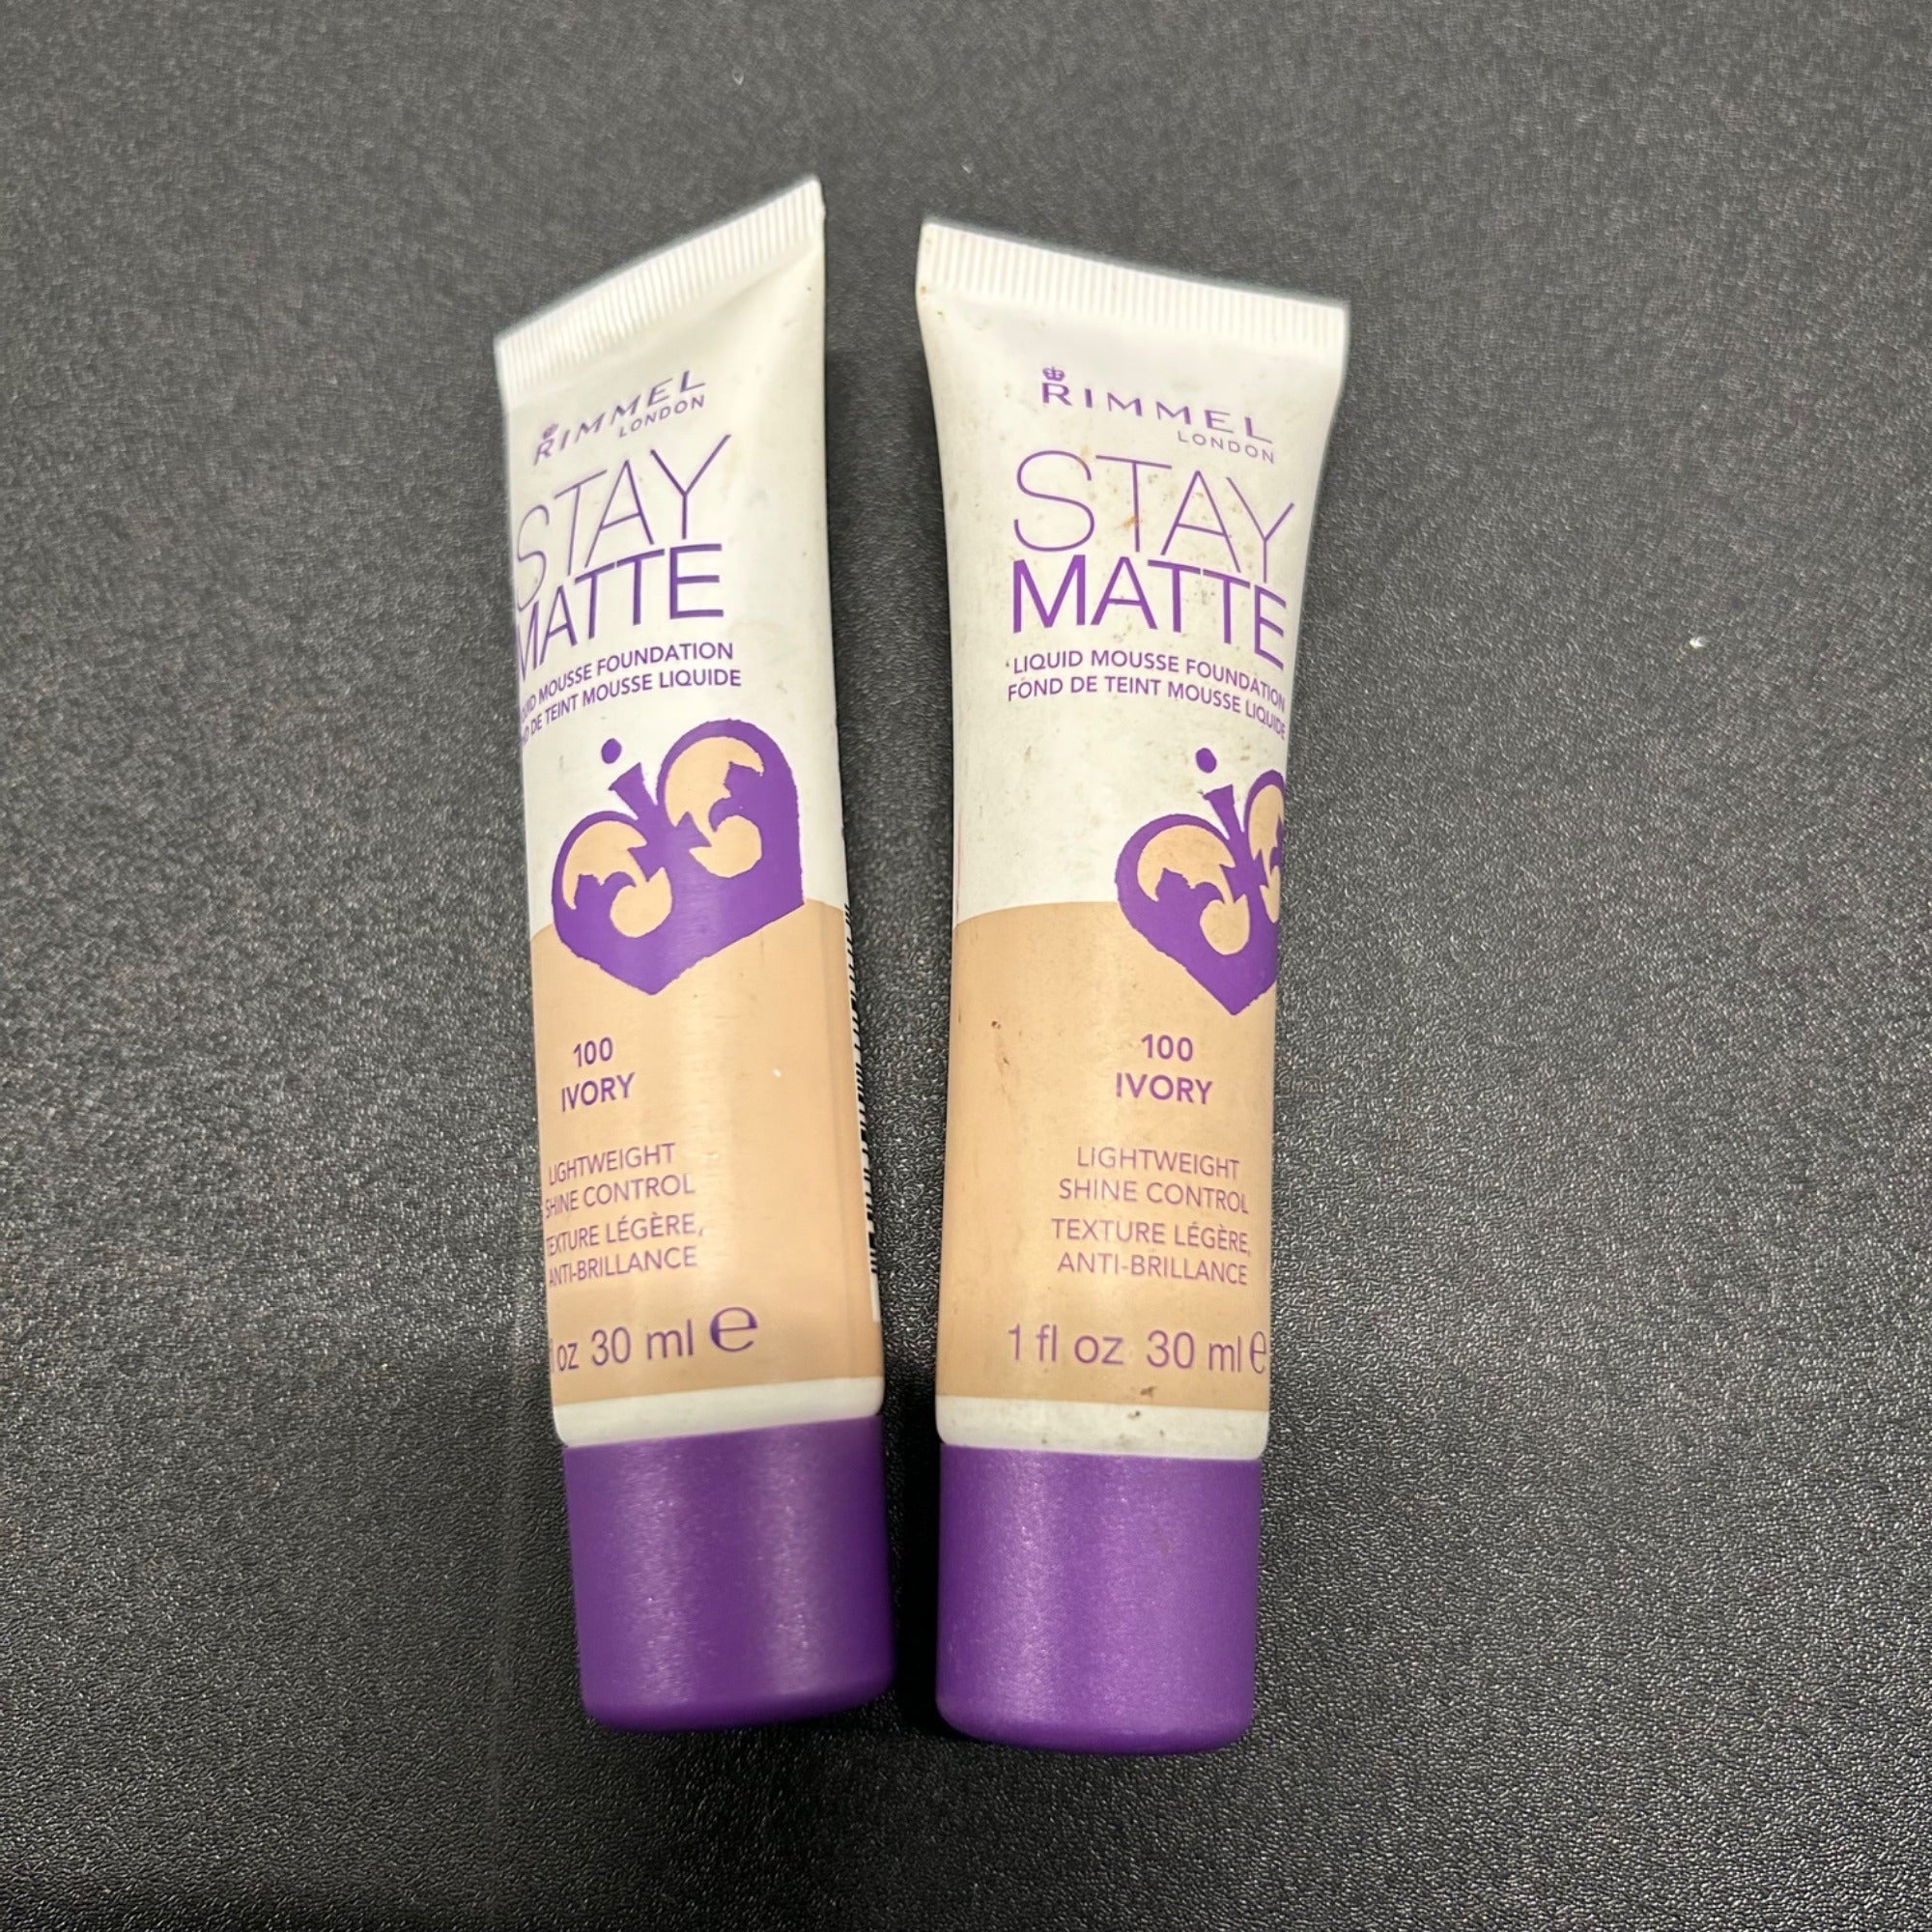 RIMMEL
LONDON
STAY
MATTE
MOUSSE FOUNDATION
DE TEINT MOUSSE LIQUIDE
100
IVORY
LIGHTWEIGHT
SHINE CONTROL
TEXTURE LÉGÈRE,
ANTI-BRILLANCE
oz 30 ml e
RIMMEL
LONDON
STAY
MATTE
LIQUID MOUSSE FOUNDATION
FOND DE TEINT MOUSSE LIQUIDE
100
IVORY
LIGHTWEIGHT
SHINE CONTROL
TEXTURE LÉGÈRE,
ANTI-BRILLANCE
1 fl oz 30 ml e